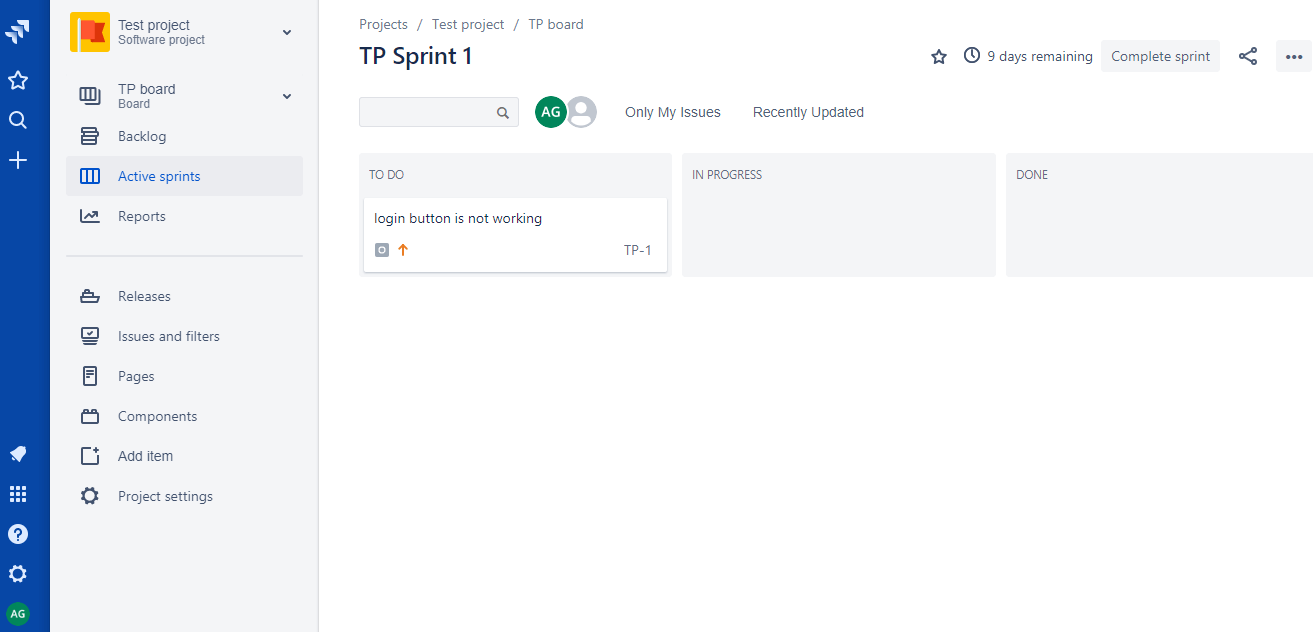 Test project
Software project
TP board
Board
Backlog
Active sprints
Reports
Releases
Issues and filters
Pages
Components
Add item
Project settings
AG
Projects / Test project / TP board
TP Sprint 1
9 days remaining Complete sprint
AG Only My Issues Recently Updated
TO DO IN PROGRESS DONE
login button is not working
TP-1